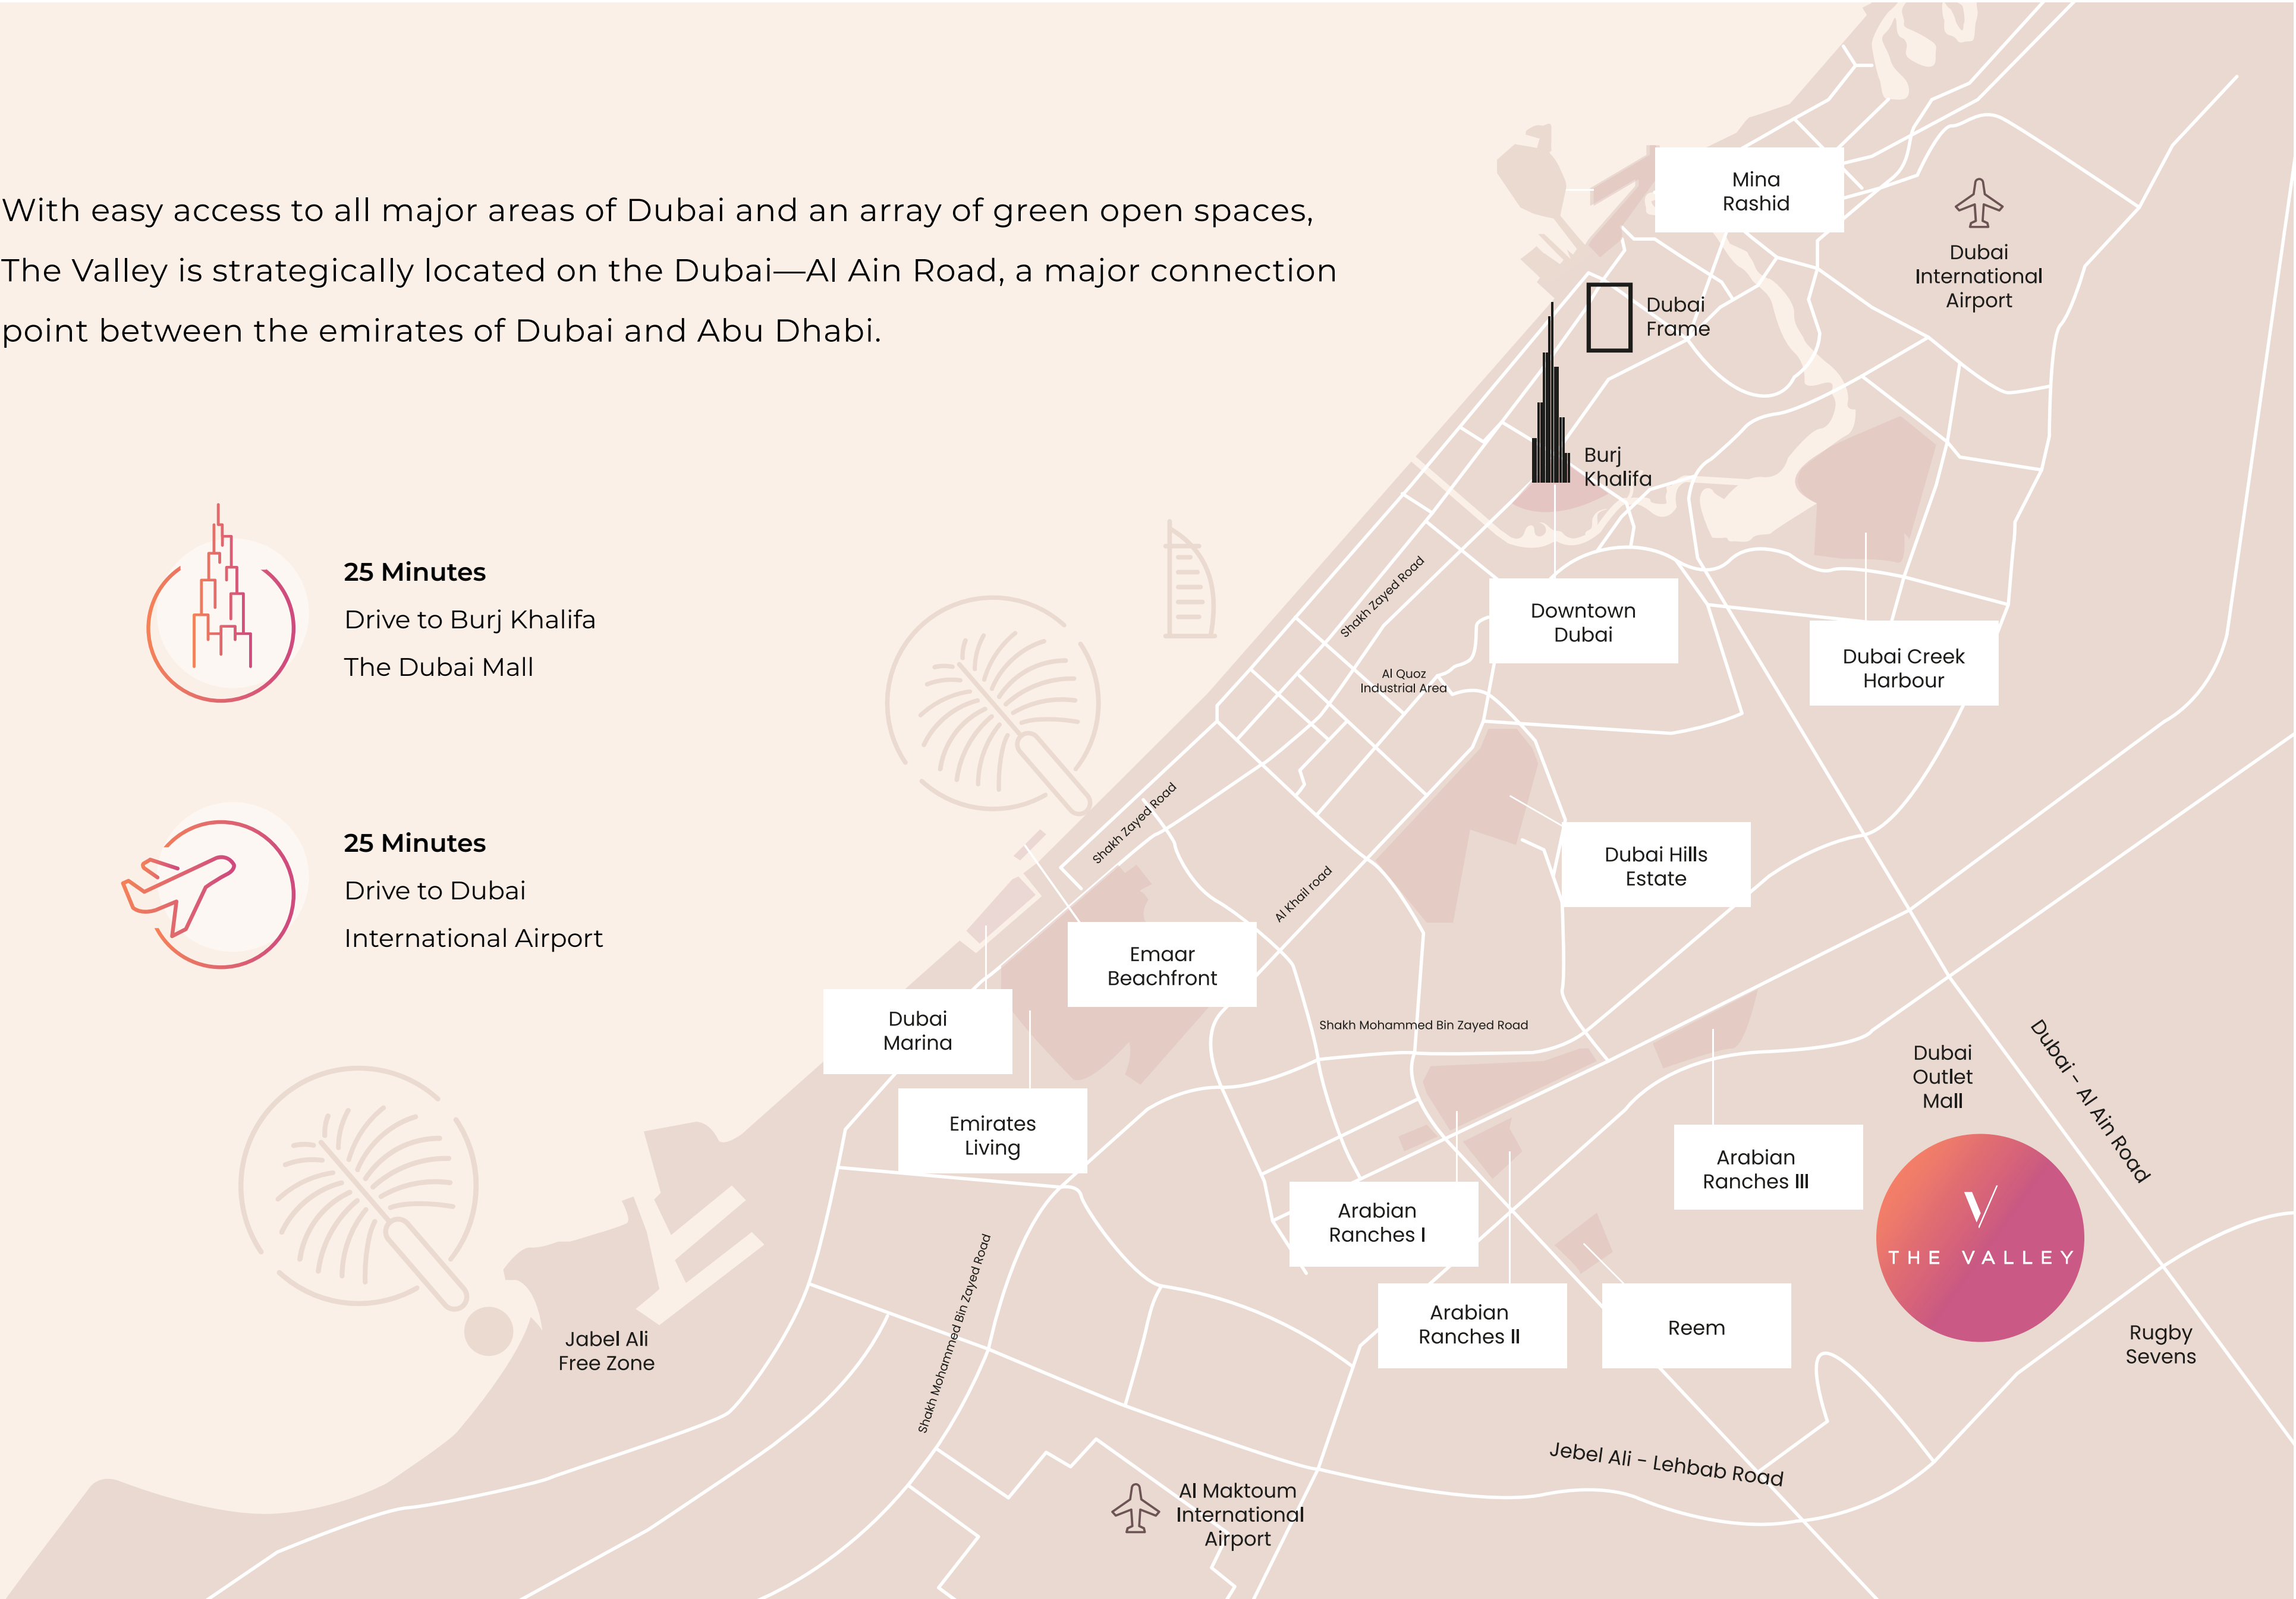 With easy access to all major areas of Dubai and an array of green open spaces,
The Valley is strategically located on the Dubai—Al Ain Road, a major connection
point between the emirates of Dubai and Abu Dhabi.
25 Minutes
Drive to Burj Khalifa
The Dubai Mall
25 Minutes
Drive to Dubai
International Airport
Mina
Rashid
Dubai
International
Airport
Dubai
Frame
Burj
Khalifa
Shakh Zayed Road
Downtown
Dubai
Dubai Creek
Harbour
Al Quoz
Industrial Area
Shakh Zayed Road
Dubai Hills
Estate
Al Khail road
Emaar
Beachfront
Dubai
Marina
Shakh Mohammed Bin Zayed Road
Dubai
Outlet
Mall
Dubai - Al Ain Road
Emirates
Living
Arabian
Ranches III
Arabian
Ranches I
THE VALLEY
Shakh Mohammed Bin Zayed Road
Arabian
Ranches II
Reem
Rugby
Sevens
Jabel Ali
Free Zone
Jebel Ali - Lehbab Road
Al Maktoum
International
Airport